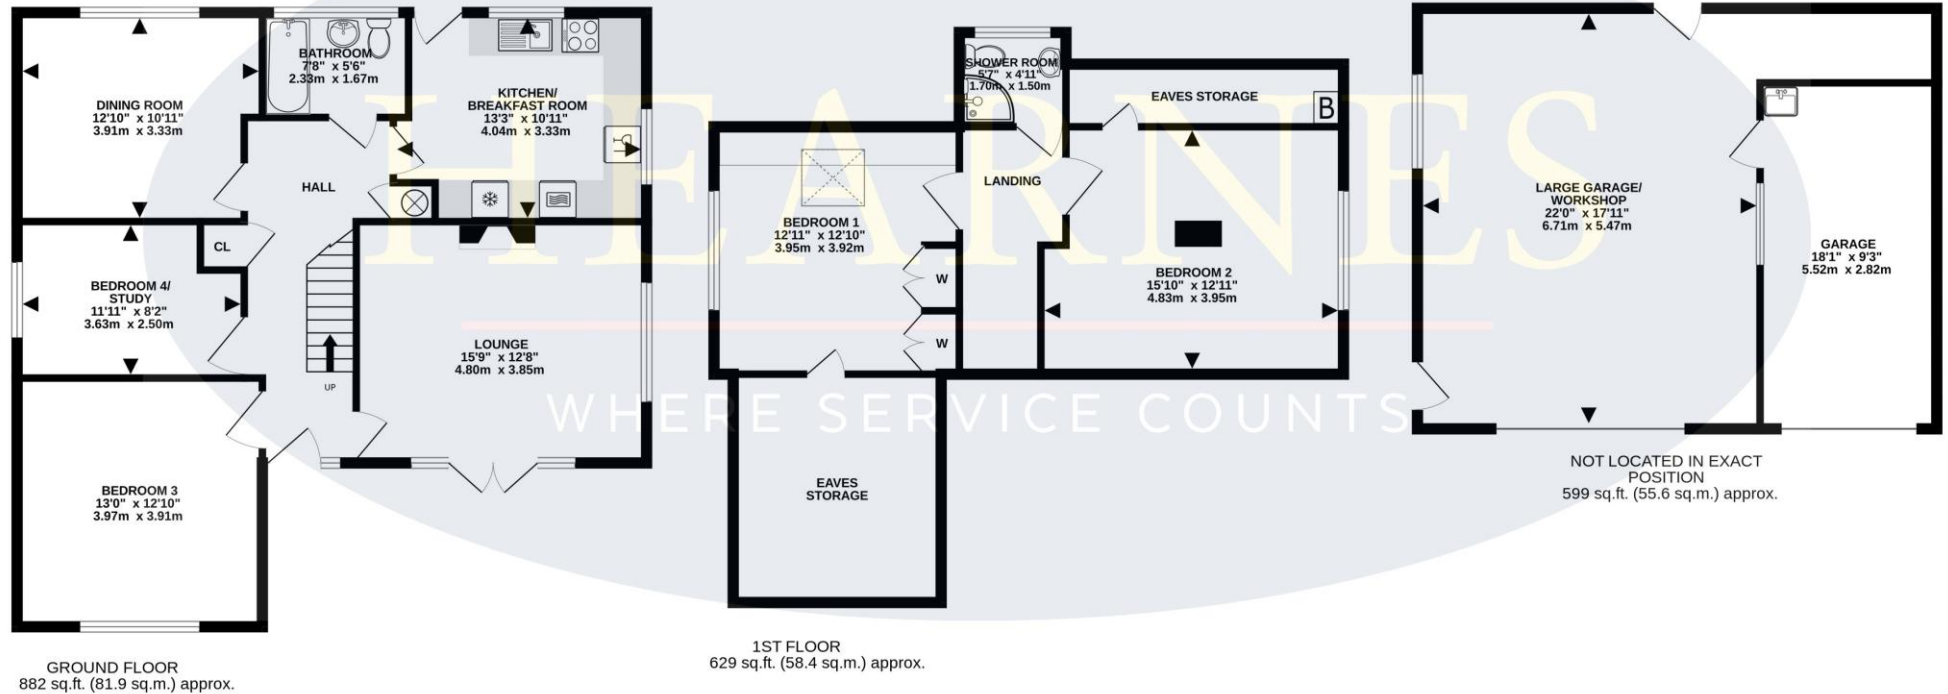 DINING ROOM
12'10" x 10'11"
3.91m x 3.33m
BATHROOM
7'8" x 5'6"
2.33m x 1.67m
KITCHEN/
BREAKFAST ROOM
13'3" x 10'11"
4.04m x 3.33m
HALL
CL
BEDROOM 4/
STUDY
11'11" x 8'2"
3.63m x 2.50m
UP
LOUNGE
15'9" x 12'8"
4.80m x 3.85m
BEDROOM 3
13'0" x 12'10"
3.97m x 3.91m
GROUND FLOOR
882 sq.ft. (81.9 sq.m.) approx.
SHOWER ROOM
5'7" x 4'11"
1.70m x 1.50m
EAVES STORAGE
B
LANDING
BEDROOM 1
12'11" x 12'10"
3.95m x 3.92m
W
W
BEDROOM 2
15'10" x 12'11"
4.83m x 3.95m
EAVES
STORAGE
1ST FLOOR
629 sq.ft. (58.4 sq.m.) approx.
LARGE GARAGE/
WORKSHOP
22'0" x 17'11"
6.71m x 5.47m
GARAGE
18'1" x 9'3"
5.52m x 2.82m
NOT LOCATED IN EXACT
POSITION
599 sq.ft. (55.6 sq.m.) approx.
HEARNES
WHERE SERVICE COUNTS